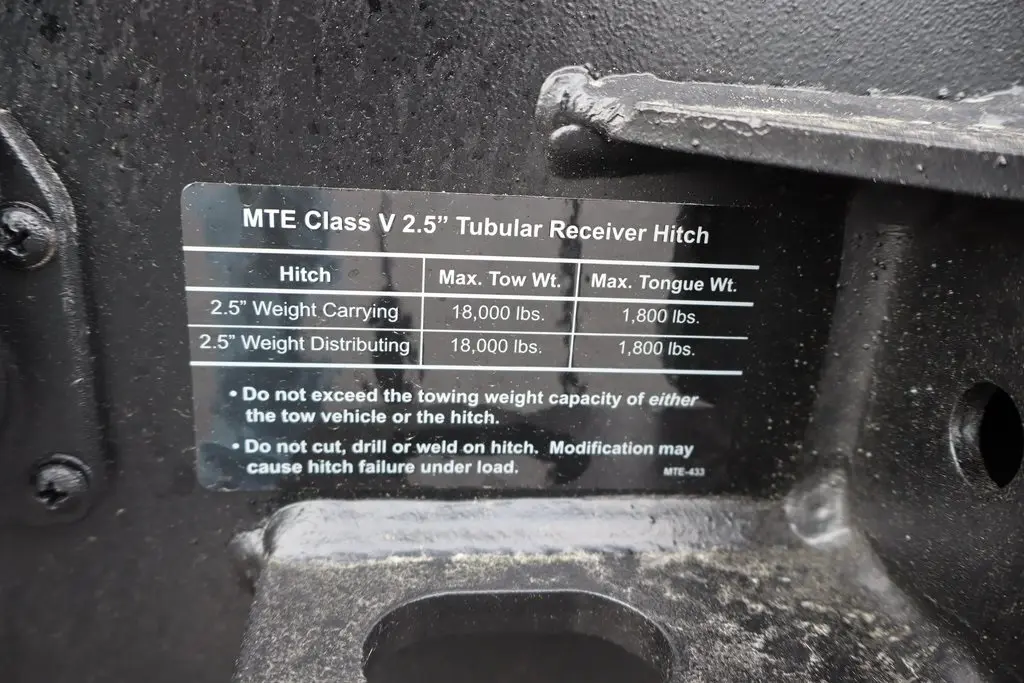 MTE Class V 2.5” Tubular Receiver Hitch
Hitch Max. Tow Wt. Max. Tongue Wt.
2.5” Weight Carrying 18,000 lbs. 1,800 lbs.
2.5” Weight Distributing 18,000 lbs. 1,800 lbs.
• Do not exceed the towing weight capacity of either
the tow vehicle or the hitch.
• Do not cut, drill or weld on hitch. Modification may
cause hitch failure under load.
MTE-433